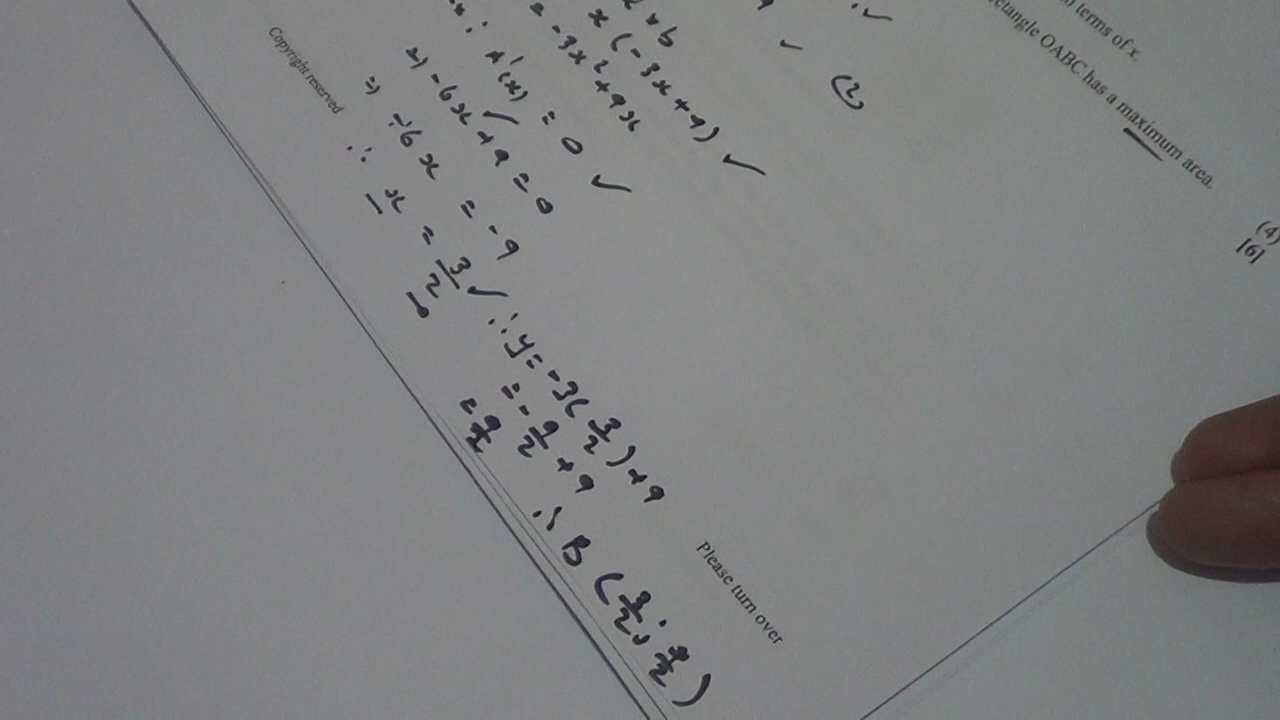 n terms of x.
ctangle OABC has a maximum area.
(4)
[6]
(2)
x b
x (-3x + 9)
-3x² + 9x
A'(x) = 0
⇒) -6x + 9 = 0
⇒) -6x = -9
∴ x = 3/2
∴ y = -3(3/2) + 9
= -9/2 + 9
= 9/2
∴ B (3/2 ; 9/2)
Copyright reserved
Please turn over